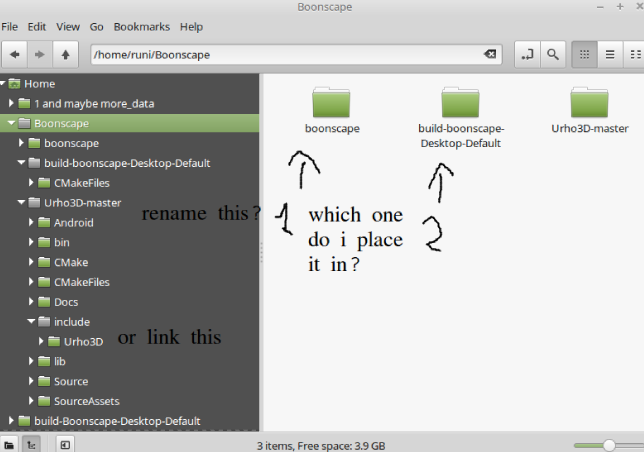 Boonscape
File Edit View Go Bookmarks Help
/home/runi/Boonscape
Home
1 and maybe more_data
Boonscape
boonscape
build-boonscape-Desktop-Default
CMakeFiles
Urho3D-master
Android
bin
CMake
CMakeFiles
Docs
include
Urho3D
lib
Source
SourceAssets
build-Boonscape-Desktop-Default
boonscape
build-boonscape-
Desktop-Default
Urho3D-master
rename this?
1
which one
do i place
it in?
2
or link this
3 items, Free space: 3.9 GB